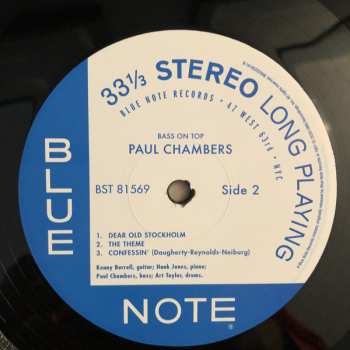 33⅓ STEREO LONG PLAYING
BLUE NOTE RECORDS • 47 WEST 63rd • NYC
BASS ON TOP
PAUL CHAMBERS
BST 81569
Side 2
1. DEAR OLD STOCKHOLM
2. THE THEME
3. CONFESSIN' (Daugherty-Reynolds-Neiburg)
Kenny Burrell, guitar; Hank Jones, piano;
Paul Chambers, bass; Art Taylor, drums.
BLUE
NOTE
®